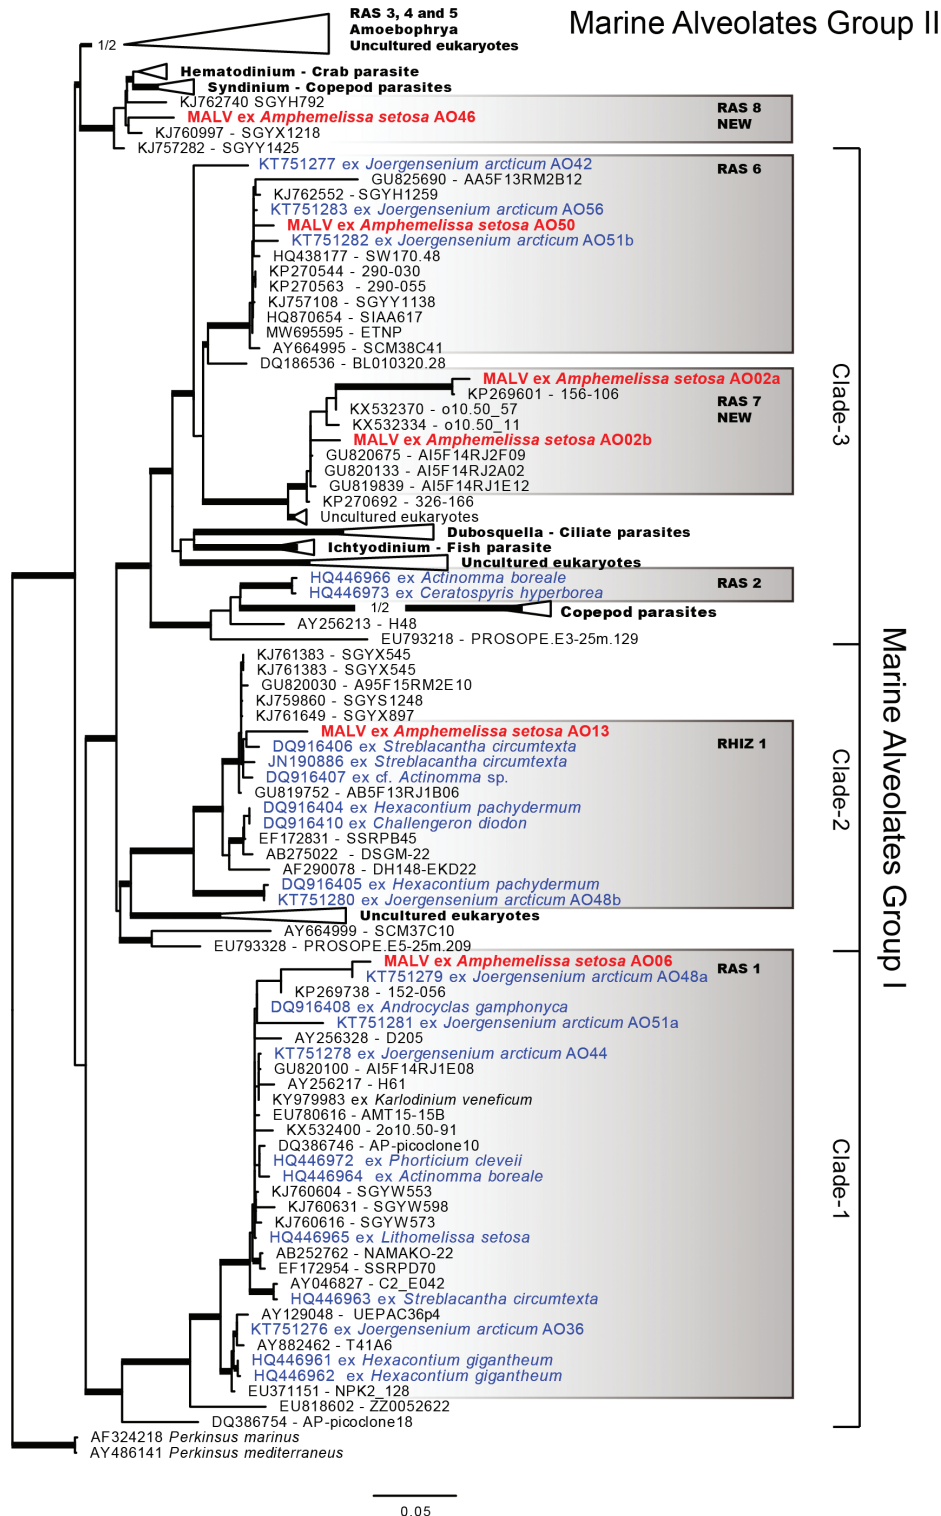 Marine Alveolates Group II
RAS 3, 4 and 5
Amoebophrya
Uncultured eukaryotes
1/2
Hematodinium - Crab parasite
Syndinium - Copepod parasites
KJ762740 SGYH792
RAS 8
NEW
MALV ex Amphemelissa setosa AO46
KJ760997 - SGYX1218
KJ757282 - SGYY1425
KT751277 ex Joergensenium arcticum AO42
RAS 6
GU825690 - AA5F13RM2B12
KJ762552 - SGYH1259
KT751283 ex Joergensenium arcticum AO56
MALV ex Amphemelissa setosa AO50
KT751282 ex Joergensenium arcticum AO51b
HQ438177 - SW170.48
KP270544 - 290-030
KP270563 - 290-055
KJ757108 - SGYY1138
HQ870654 - SIAA617
MW695595 - ETNP
AY664995 - SCM38C41
DQ186536 - BL010320.28
MALV ex Amphemelissa setosa AO02a
KP269601 - 156-106
RAS 7
NEW
KX532370 - o10.50_57
KX532334 - o10.50_11
MALV ex Amphemelissa setosa AO02b
GU820675 - AI5F14RJ2F09
GU820133 - AI5F14RJ2A02
GU819839 - AI5F14RJ1E12
KP270692 - 326-166
Uncultured eukaryotes
Dubosquella - Ciliate parasites
Ichtyodinium - Fish parasite
Uncultured eukaryotes
HQ446966 ex Actinomma boreale
RAS 2
HQ446973 ex Ceratospyris hyperborea
1/2
Copepod parasites
AY256213 - H48
EU793218 - PROSOPE.E3-25m.129
Clade-3
KJ761383 - SGYX545
KJ761383 - SGYX545
GU820030 - A95F15RM2E10
KJ759860 - SGYS1248
KJ761649 - SGYX897
MALV ex Amphemelissa setosa AO13
RHIZ 1
DQ916406 ex Streblacantha circumtexta
JN190886 ex Streblacantha circumtexta
DQ916407 ex cf. Actinomma sp.
GU819752 - AB5F13RJ1B06
DQ916404 ex Hexacontium pachydermum
DQ916410 ex Challengeron diodon
EF172831 - SSRPB45
AB275022 - DSGM-22
AF290078 - DH148-EKD22
DQ916405 ex Hexacontium pachydermum
KT751280 ex Joergensenium arcticum AO48b
Uncultured eukaryotes
AY664999 - SCM37C10
EU793328 - PROSOPE.E5-25m.209
Clade-2
Marine Alveolates Group I
MALV ex Amphemelissa setosa AO06
RAS 1
KT751279 ex Joergensenium arcticum AO48a
KP269738 - 152-056
DQ916408 ex Androcyclas gamphonyca
KT751281 ex Joergensenium arcticum AO51a
AY256328 - D205
KT751278 ex Joergensenium arcticum AO44
GU820100 - AI5F14RJ1E08
AY256217 - H61
KY979983 ex Karlodinium veneficum
EU780616 - AMT15-15B
KX532400 - 2o10.50-91
DQ386746 - AP-picoclone10
HQ446972 ex Phorticium cleveii
HQ446964 ex Actinomma boreale
KJ760604 - SGYW553
KJ760631 - SGYW598
KJ760616 - SGYW573
HQ446965 ex Lithomelissa setosa
AB252762 - NAMAKO-22
EF172954 - SSRPD70
AY046827 - C2_E042
HQ446963 ex Streblacantha circumtexta
AY129048 - UEPAC36p4
KT751276 ex Joergensenium arcticum AO36
AY882462 - T41A6
HQ446961 ex Hexacontium gigantheum
HQ446962 ex Hexacontium gigantheum
EU371151 - NPK2_128
EU818602 - ZZ0052622
DQ386754 - AP-picoclone18
Clade-1
AF324218 Perkinsus marinus
AY486141 Perkinsus mediterraneus
0.05